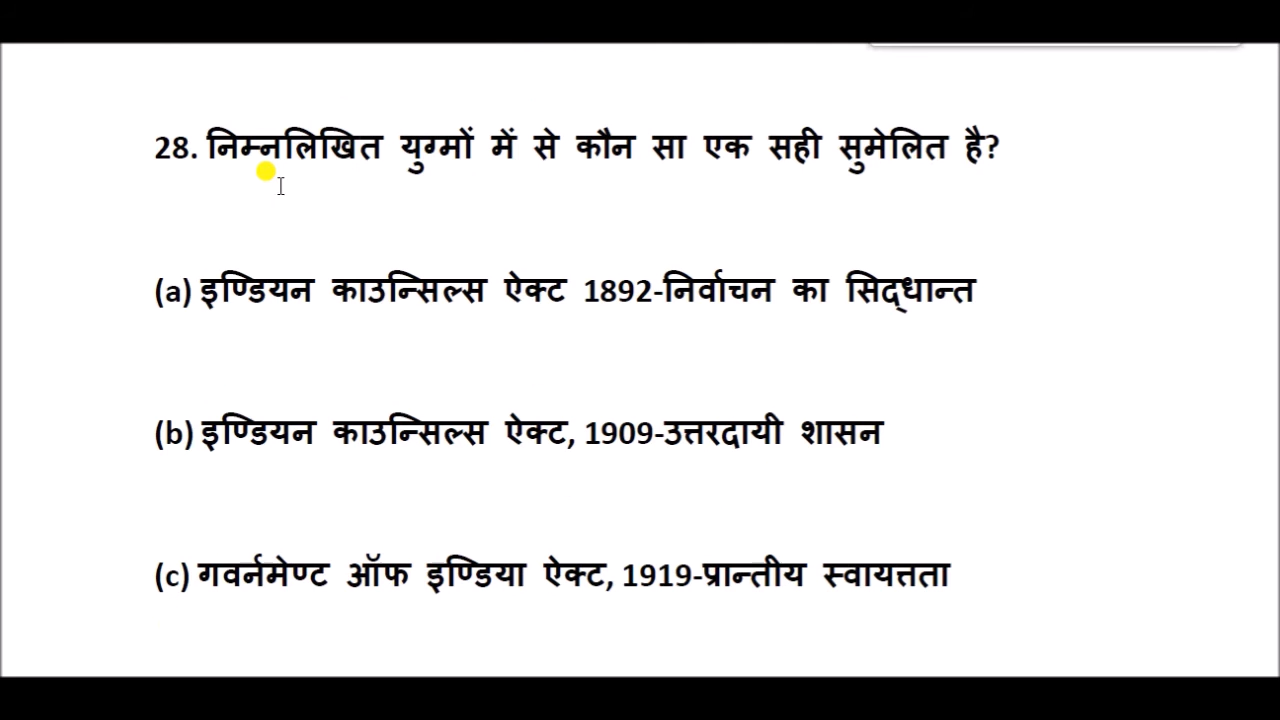 28. निम्नलिखित युग्मों में से कौन सा एक सही सुमेलित है?
(a) इण्डियन काउन्सिल्स ऐक्ट 1892-निर्वाचन का सिद्धान्त
(b) इण्डियन काउन्सिल्स ऐक्ट, 1909-उत्तरदायी शासन
(c) गवर्नमेण्ट ऑफ इण्डिया ऐक्ट, 1919-प्रान्तीय स्वायत्तता